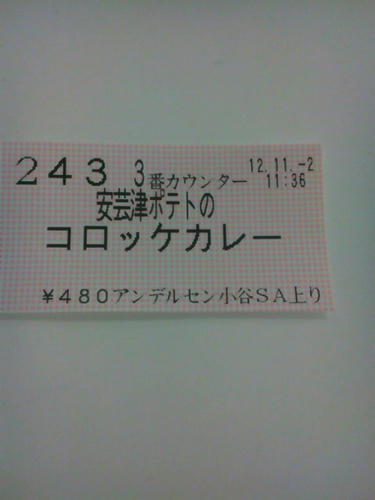 243 3番カウンター 12.11.-2
11:36
安芸津ポテトの
コロッケカレー
¥480アンデルセン小谷SA上り